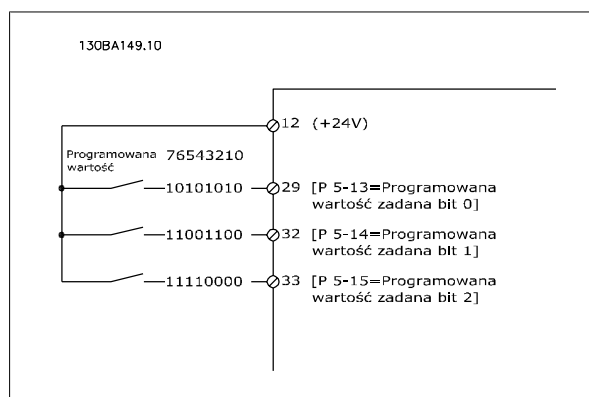 130BA149.10
12 (+24V)
Programowana 76543210
wartość
10101010 29 [P 5-13=Programowana
wartość zadana bit 0]
11001100 32 [P 5-14=Programowana
wartość zadana bit 1]
11110000 33 [P 5-15=Programowana
wartość zadana bit 2]